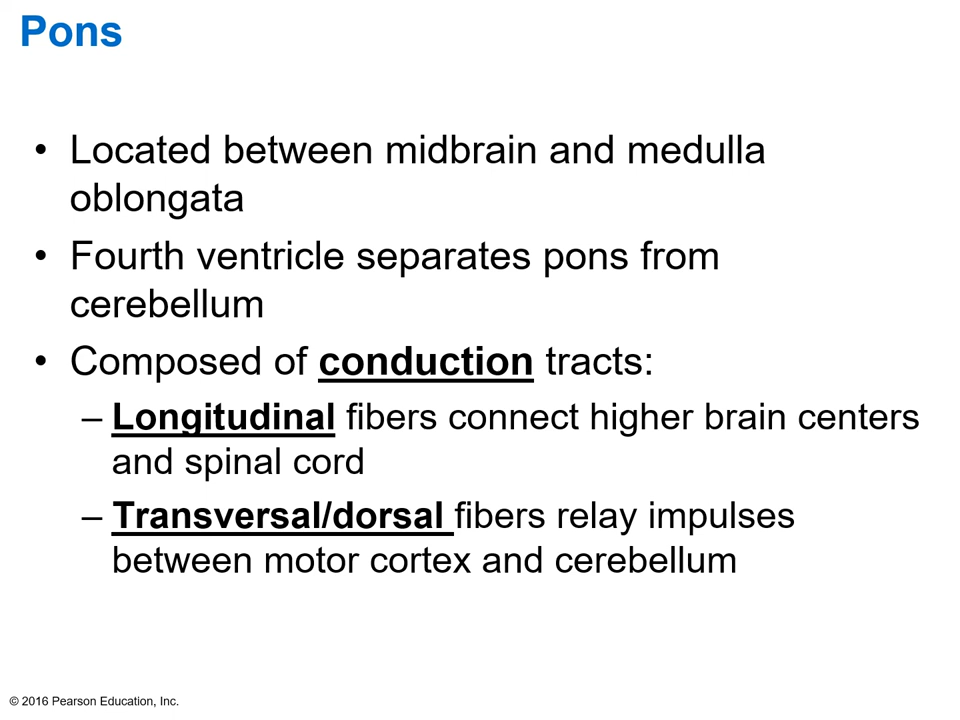 Pons
• Located between midbrain and medulla
oblongata
• Fourth ventricle separates pons from
cerebellum
• Composed of conduction tracts:
– Longitudinal fibers connect higher brain centers
and spinal cord
– Transversal/dorsal fibers relay impulses
between motor cortex and cerebellum
© 2016 Pearson Education, Inc.